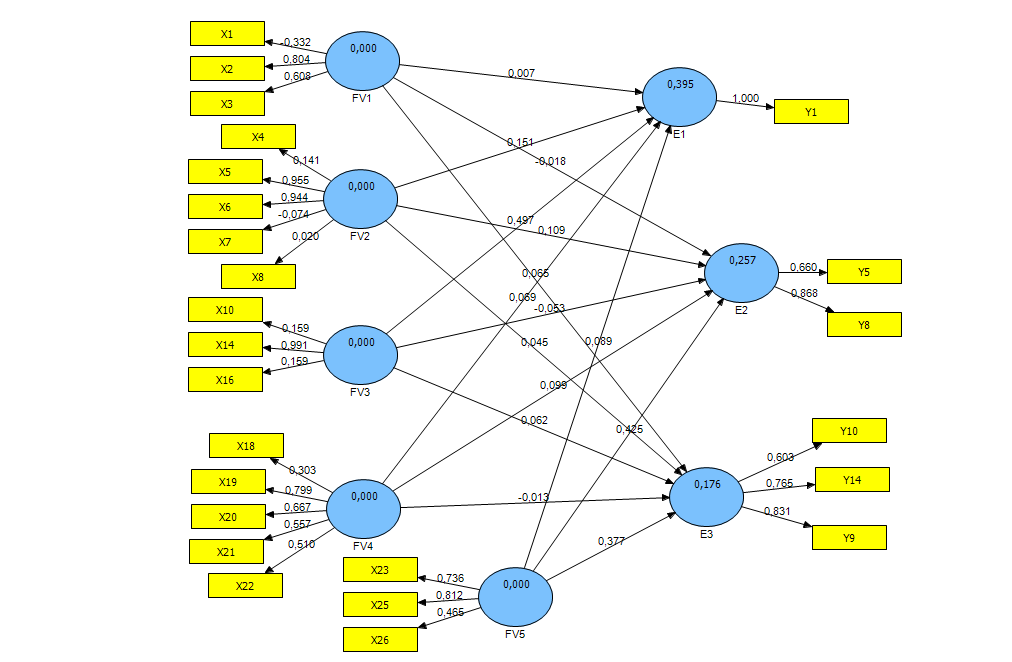 X1
X2
X3
-0,332
0,804
0,608
0,000
FV1
X4
X5
X6
X7
X8
0,141
0,955
0,944
-0,074
0,020
0,000
FV2
X10
X14
X16
0,159
0,991
0,159
0,000
FV3
X18
X19
X20
X21
X22
0,303
0,799
0,667
0,557
0,510
0,000
FV4
X23
X25
X26
0,736
0,812
0,465
0,000
FV5
0,007
0,151
-0,018
0,497
0,109
0,065
0,069
-0,053
0,045
0,089
0,099
0,062
0,425
-0,013
0,377
0,395
E1
1,000
Y1
0,257
E2
0,660
0,868
Y5
Y8
0,176
E3
0,603
0,765
0,831
Y10
Y14
Y9